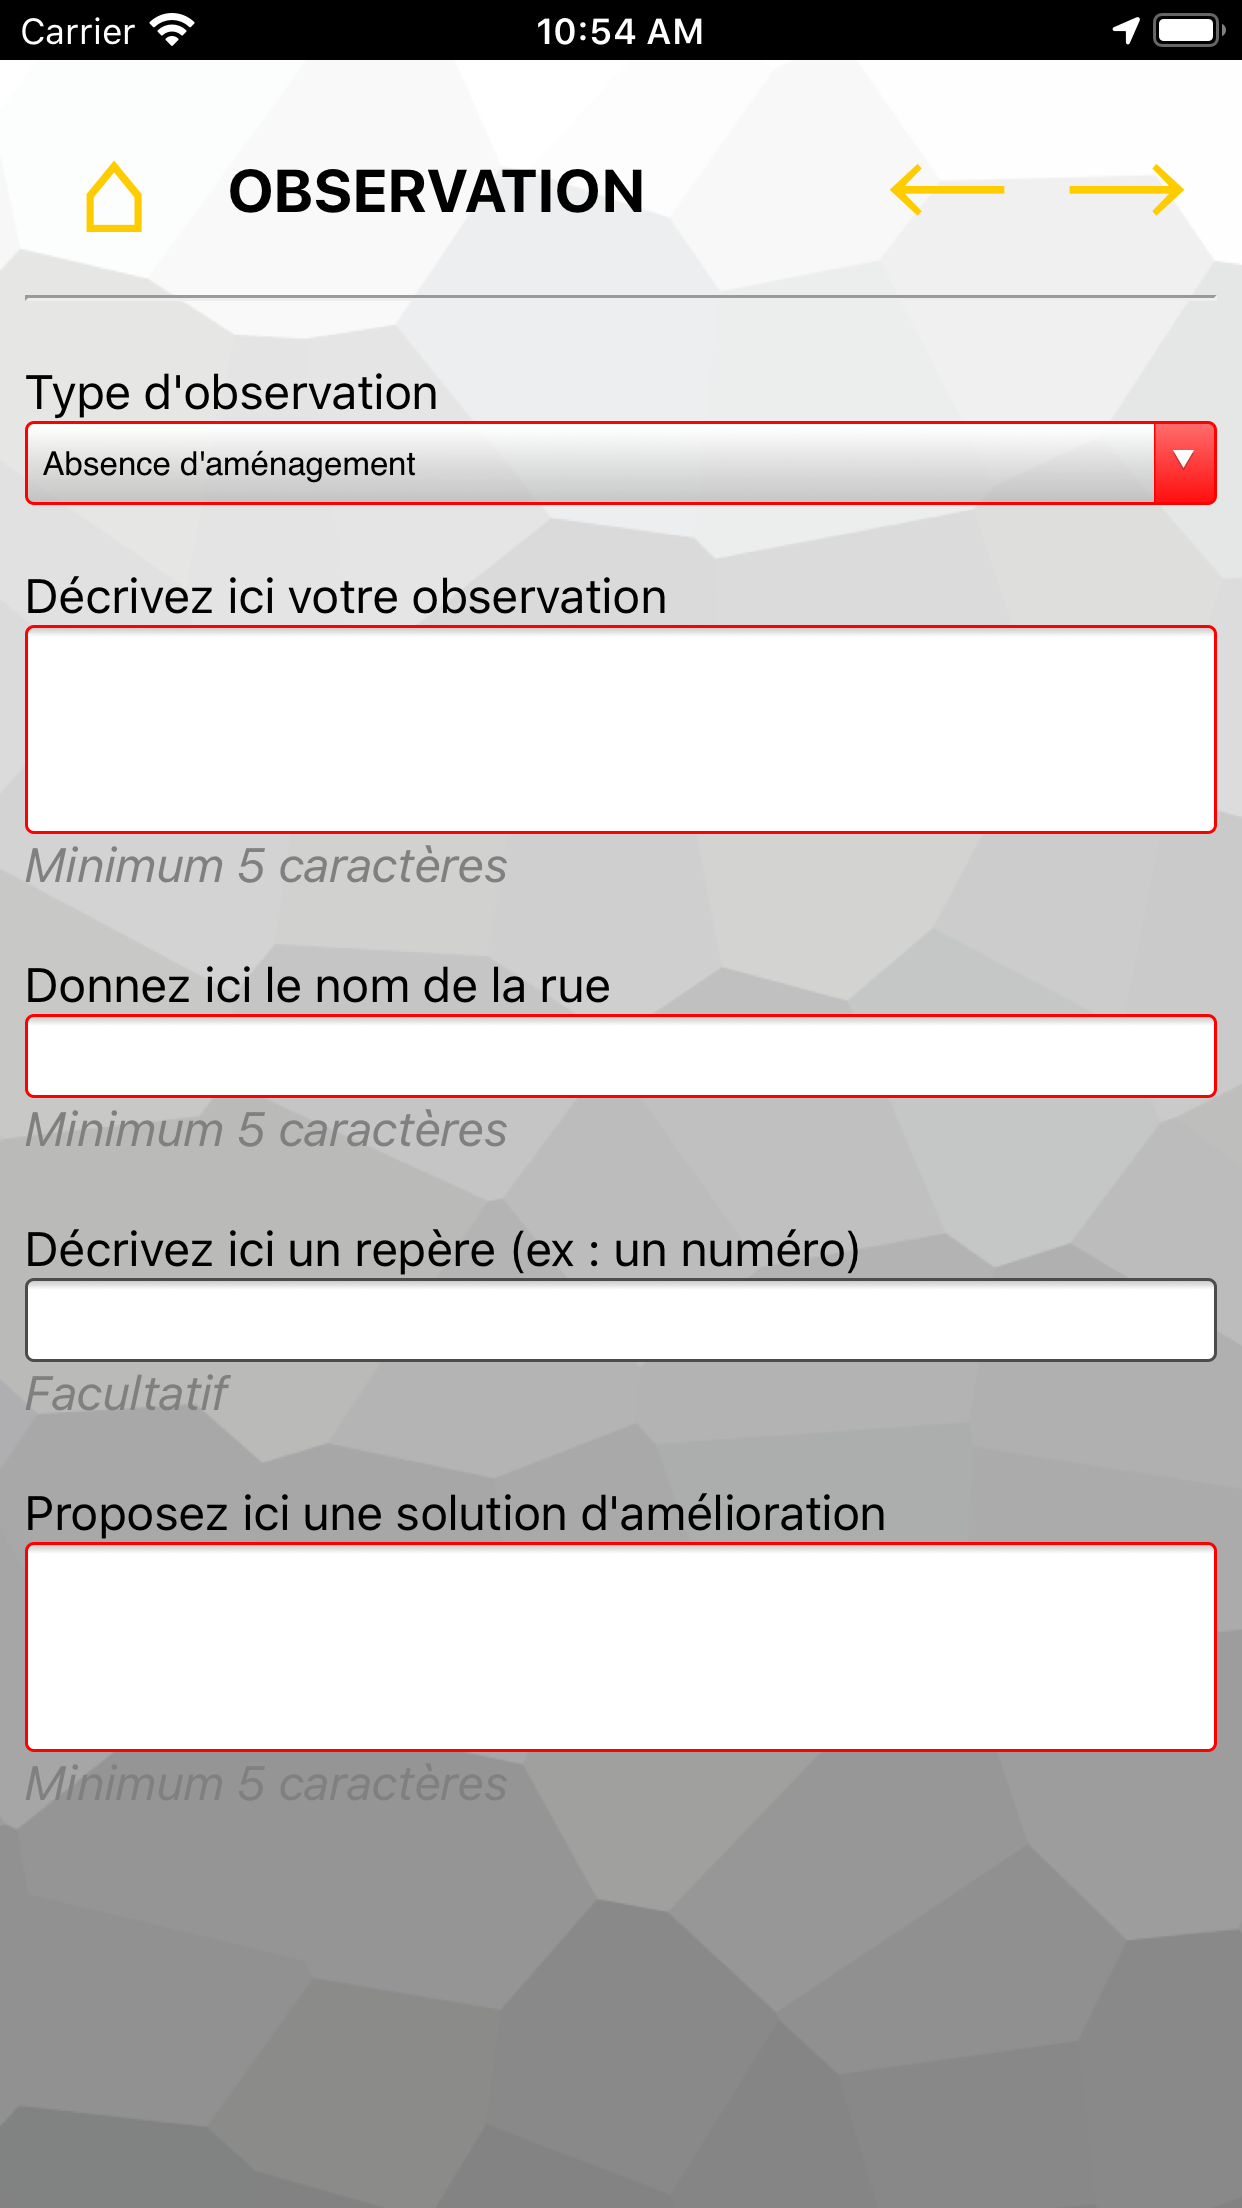 Carrier 10:54 AM
OBSERVATION
Type d'observation
Absence d'aménagement
Décrivez ici votre observation
Minimum 5 caractères
Donnez ici le nom de la rue
Minimum 5 caractères
Décrivez ici un repère (ex : un numéro)
Facultatif
Proposez ici une solution d'amélioration
Minimum 5 caractères